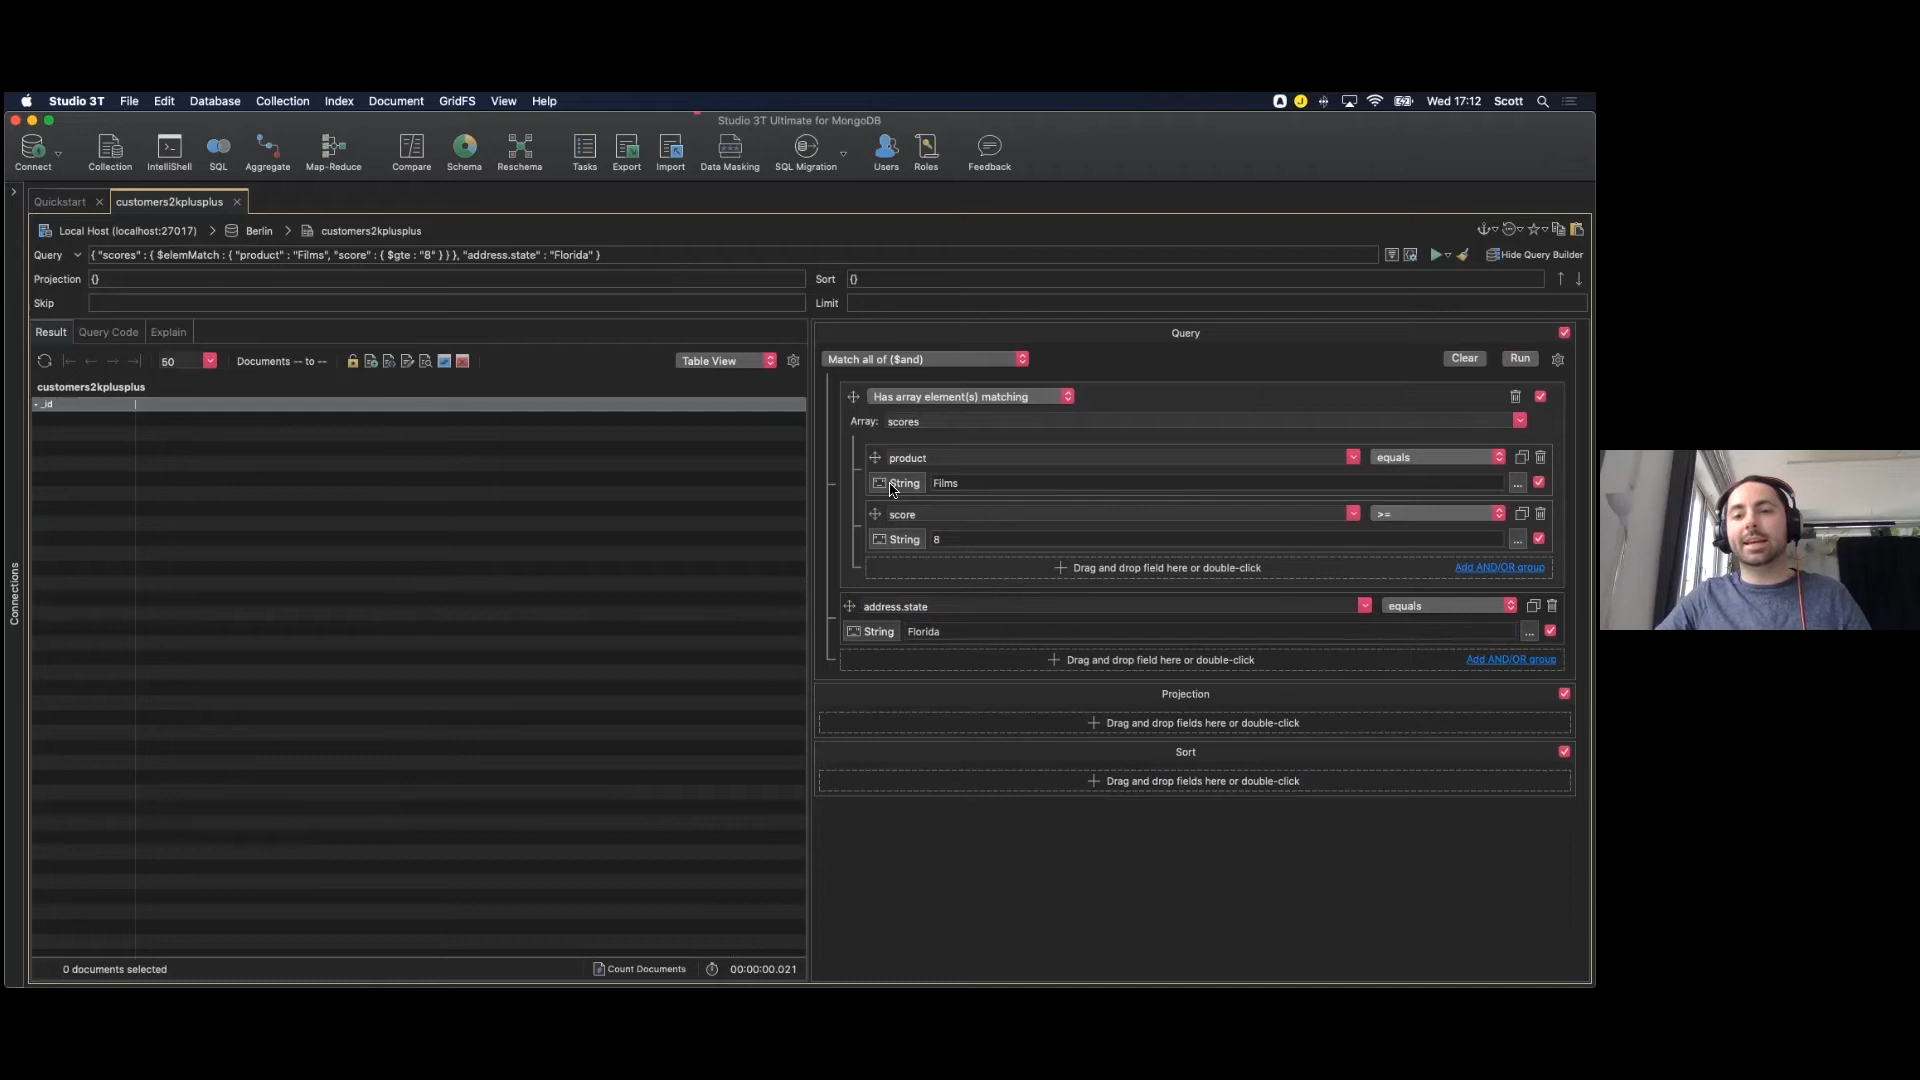 Studio 3T File Edit Database Collection Index Document GridFS View Help
Wed 17:12 Scott
Studio 3T Ultimate for MongoDB
Connect Collection IntelliShell SQL Aggregate Map-Reduce Compare Schema Reschema Tasks Export Import Data Masking SQL Migration Users Roles Feedback
Quickstart customers2kplusplus
Local Host (localhost:27017) Berlin customers2kplusplus
Query { "scores" : { $elemMatch : { "product" : "Films", "score" : { $gte : "8" } } }, "address.state" : "Florida" } Hide Query Builder
Projection {} Sort {}
Skip Limit
Result Query Code Explain
50 Documents -- to -- Table View
customers2kplusplus
_id
Query
Match all of ($and) Clear Run
Has array element(s) matching
Array: scores
product equals
String Films ...
score >=
String 8 ...
Drag and drop field here or double-click Add AND/OR group
address.state equals
String Florida ...
Drag and drop field here or double-click Add AND/OR group
Projection
Drag and drop fields here or double-click
Sort
Drag and drop fields here or double-click
Connections
0 documents selected Count Documents 00:00:00.021